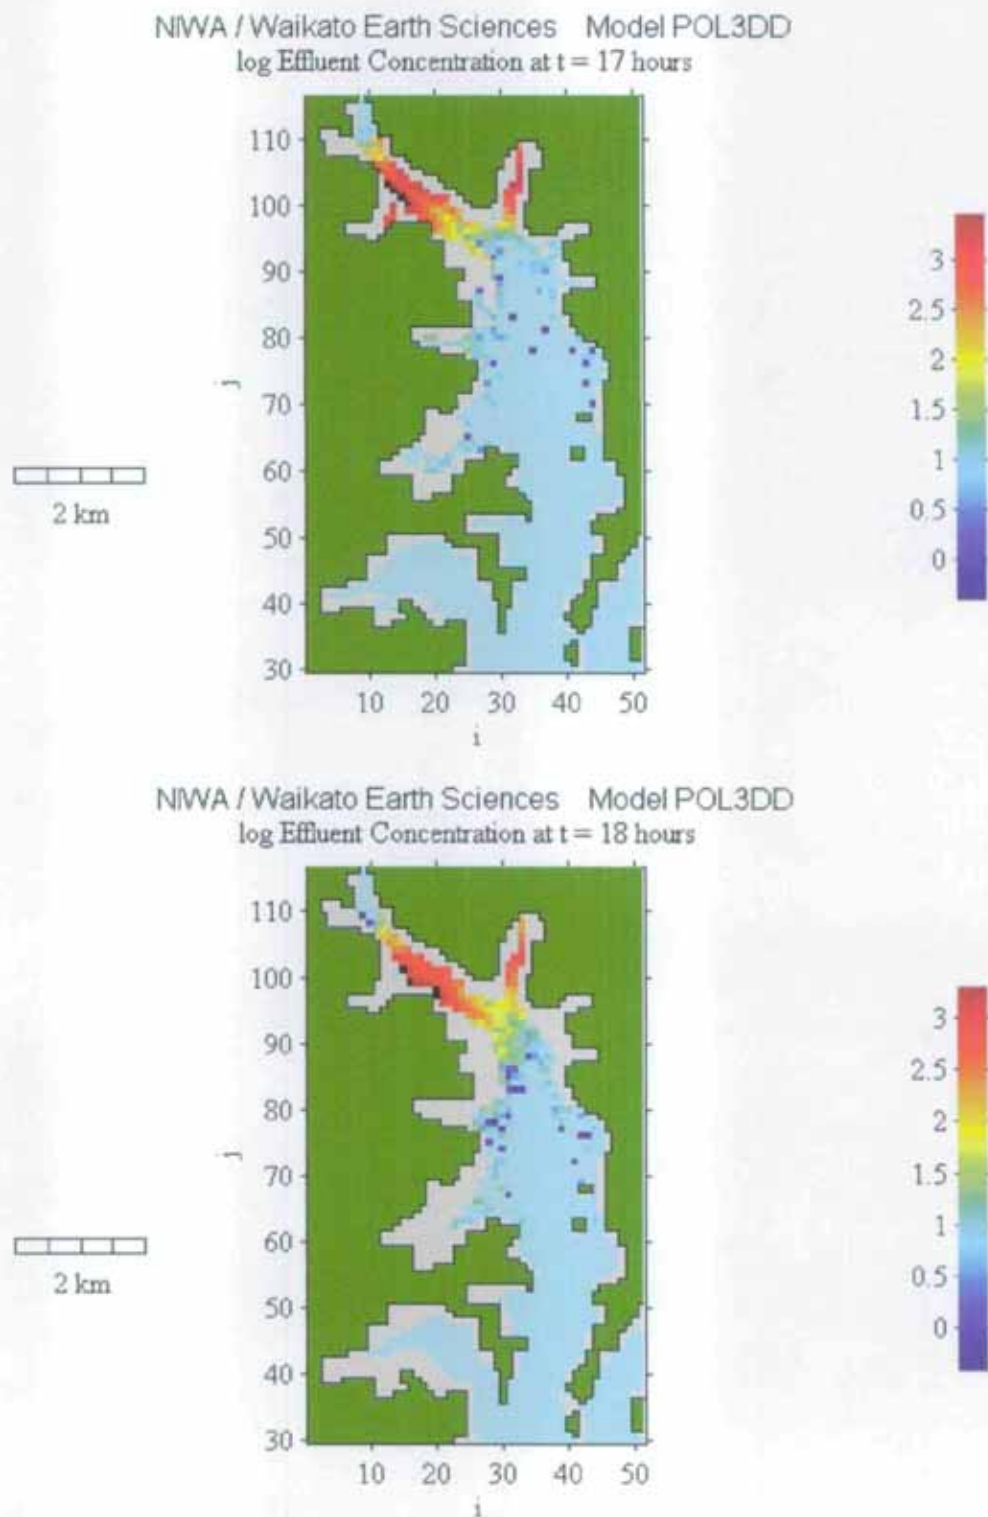 NIWA / Waikato Earth Sciences Model POL3DD
log Effluent Concentration at t = 17 hours
110
100
90
80
70
60
50
40
30
j
10 20 30 40 50
i
2 km
3
2.5
2
1.5
1
0.5
0
NIWA / Waikato Earth Sciences Model POL3DD
log Effluent Concentration at t = 18 hours
110
100
90
80
70
60
50
40
30
j
10 20 30 40 50
i
2 km
3
2.5
2
1.5
1
0.5
0